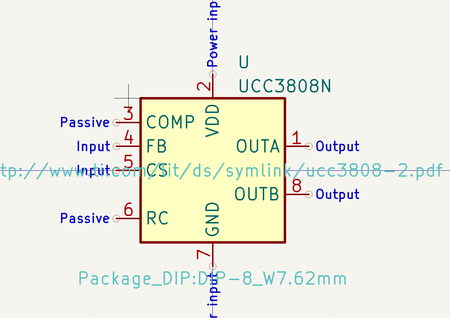 Power inp
U
UCC3808N
2
VDD
3
Passive
COMP
4
Input
FB
1
OUTA
Output
5
Input
tp://www.ti.com/lit/ds/symlink/ucc3808-2.pdf
8
OUTB
Output
6
Passive
RC
GND
7
Package_DIP:DIP-8_W7.62mm
r input